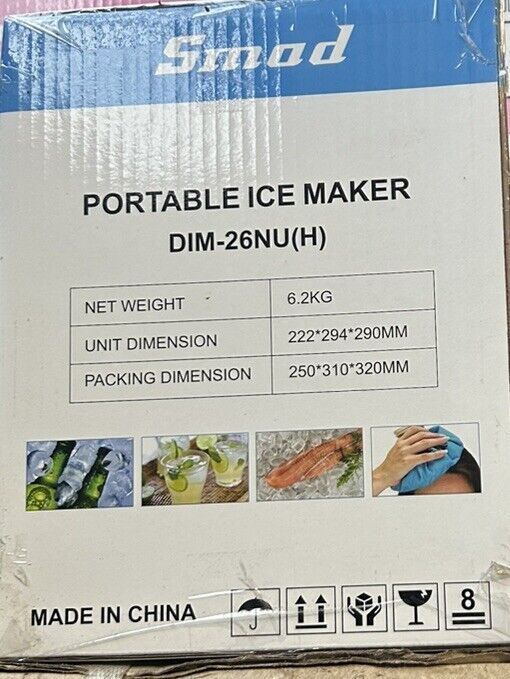 Smad
PORTABLE ICE MAKER
DIM-26NU(H)
NET WEIGHT 6.2KG
UNIT DIMENSION 222*294*290MM
PACKING DIMENSION 250*310*320MM
MADE IN CHINA 8